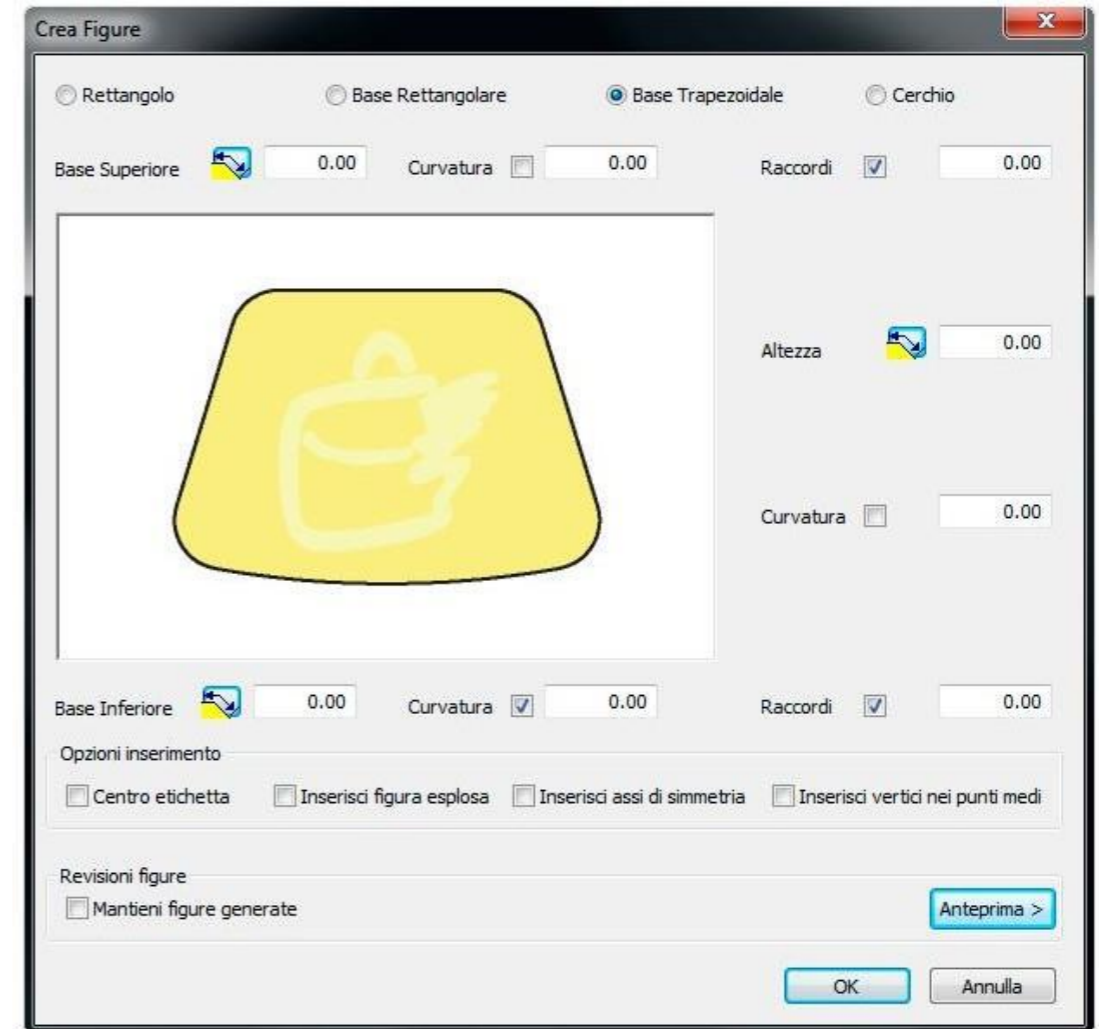 Crea Figure
Rettangolo Base Rettangolare Base Trapezoidale Cerchio
Base Superiore 0.00 Curvatura 0.00 Raccordi 0.00
Altezza 0.00
Curvatura 0.00
Base Inferiore 0.00 Curvatura 0.00 Raccordi 0.00
Opzioni inserimento
Centro etichetta Inserisci figura esplosa Inserisci assi di simmetria Inserisci vertici nei punti medi
Revisioni figure
Mantieni figure generate Anteprima >
OK Annulla